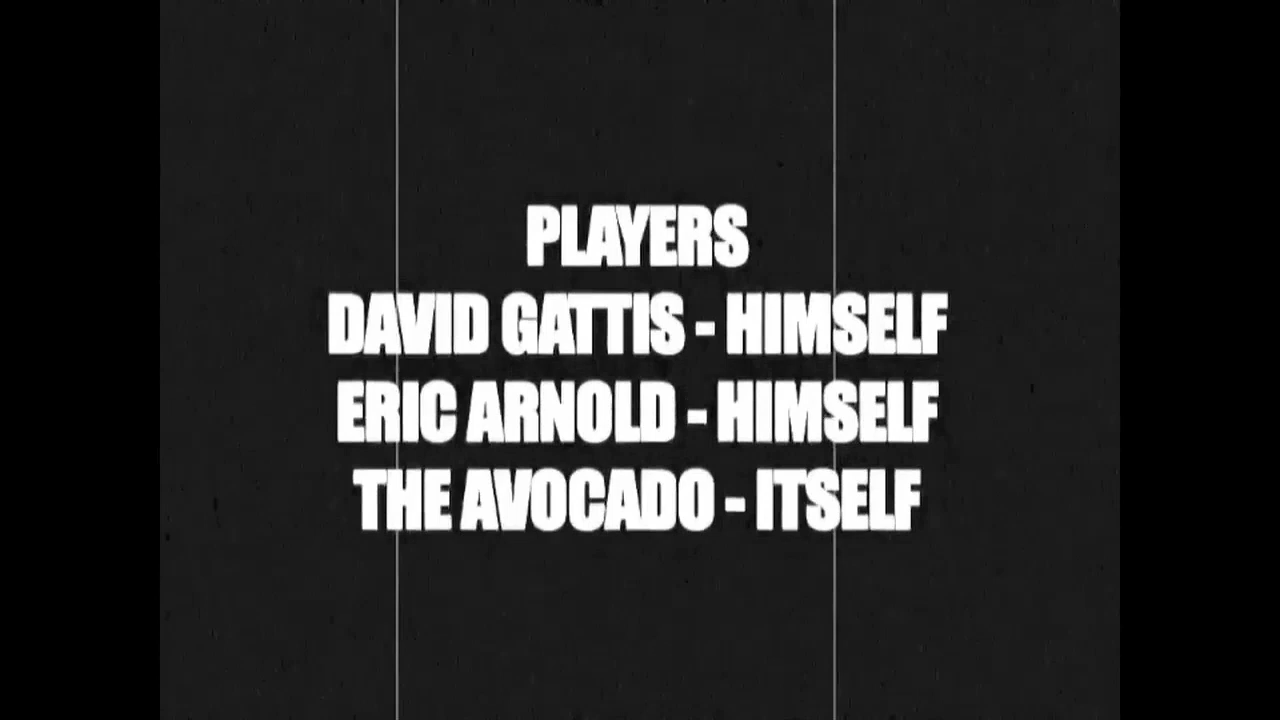 PLAYERS
DAVID GATTIS - HIMSELF
ERIC ARNOLD - HIMSELF
THE AVOCADO - ITSELF